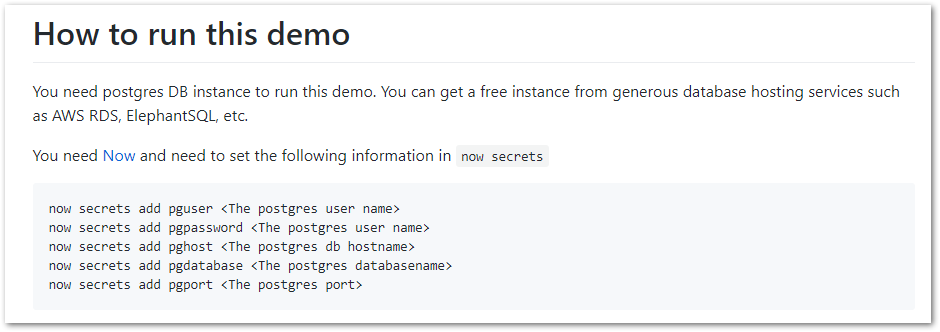 How to run this demo
You need postgres DB instance to run this demo. You can get a free instance from generous database hosting services such
as AWS RDS, ElephantSQL, etc.
You need Now and need to set the following information in now secrets
now secrets add pguser <The postgres user name>
now secrets add pgpassword <The postgres user name>
now secrets add pghost <The postgres db hostname>
now secrets add pgdatabase <The postgres databasename>
now secrets add pgport <The postgres port>